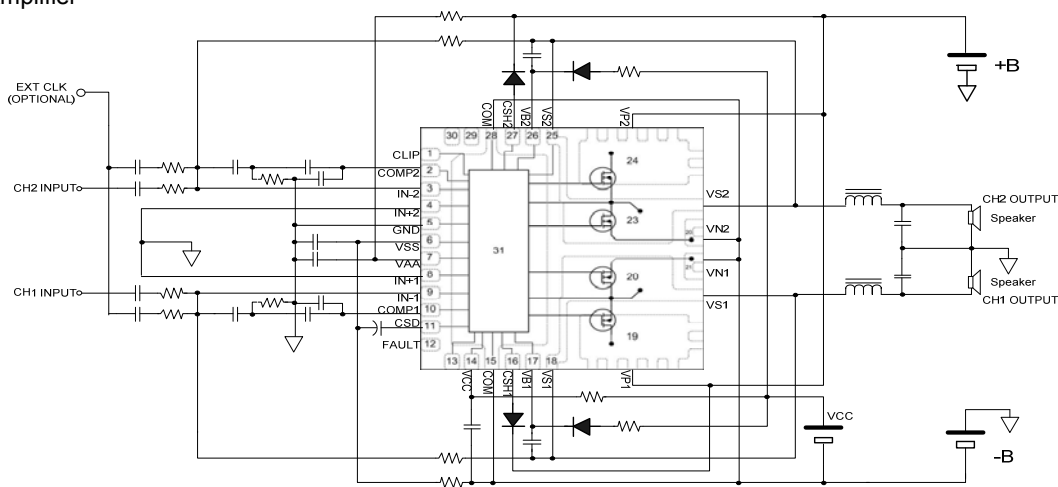 mplifier
EXT CLK
(OPTIONAL)
+B
COM
CSH2
VB2
VS2
VP2
30 29 28 27 26 25
CLIP 1
COMP2 2
CH2 INPUT
3
IN-2
4
IN+2
5
GND
6
VSS
7
VAA
8
IN+1
CH1 INPUT
9
IN-1
10
COMP1
11
CSD
12
FAULT
31
24
23
20
19
VS2
20
VN2
21
VN1
VS1
CH2 OUTPUT
Speaker
Speaker
CH1 OUTPUT
13 14 15 16 17 18
VCC
COM
CSH1
VB1
VS1
VP1
VCC
-B